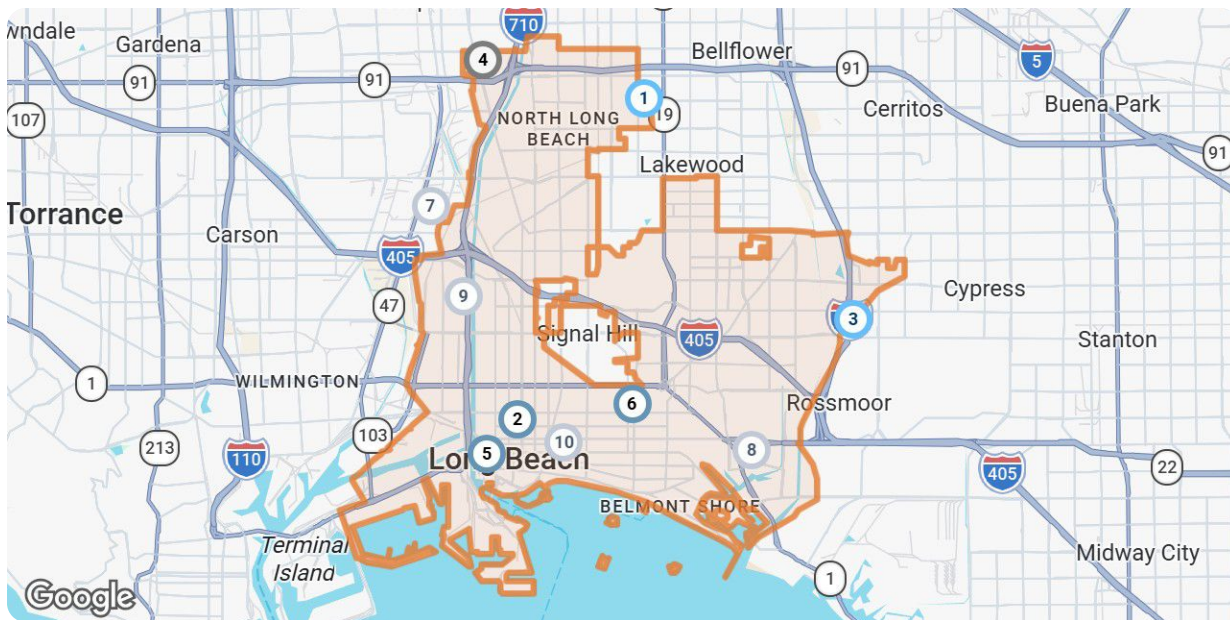 wndale
Gardena
710
Bellflower
5
4
91
91
91
1
19
Cerritos
Buena Park
107
NORTH LONG
BEACH
91
Lakewood
7
Torrance
Carson
405
9
47
Cypress
3
Signal Hill
405
Stanton
1
WILMINGTON
6
Rossmoor
2
103
213
110
5
Long Beach
10
8
22
405
BELMONT SHORE
Terminal
Island
Midway City
1
Google